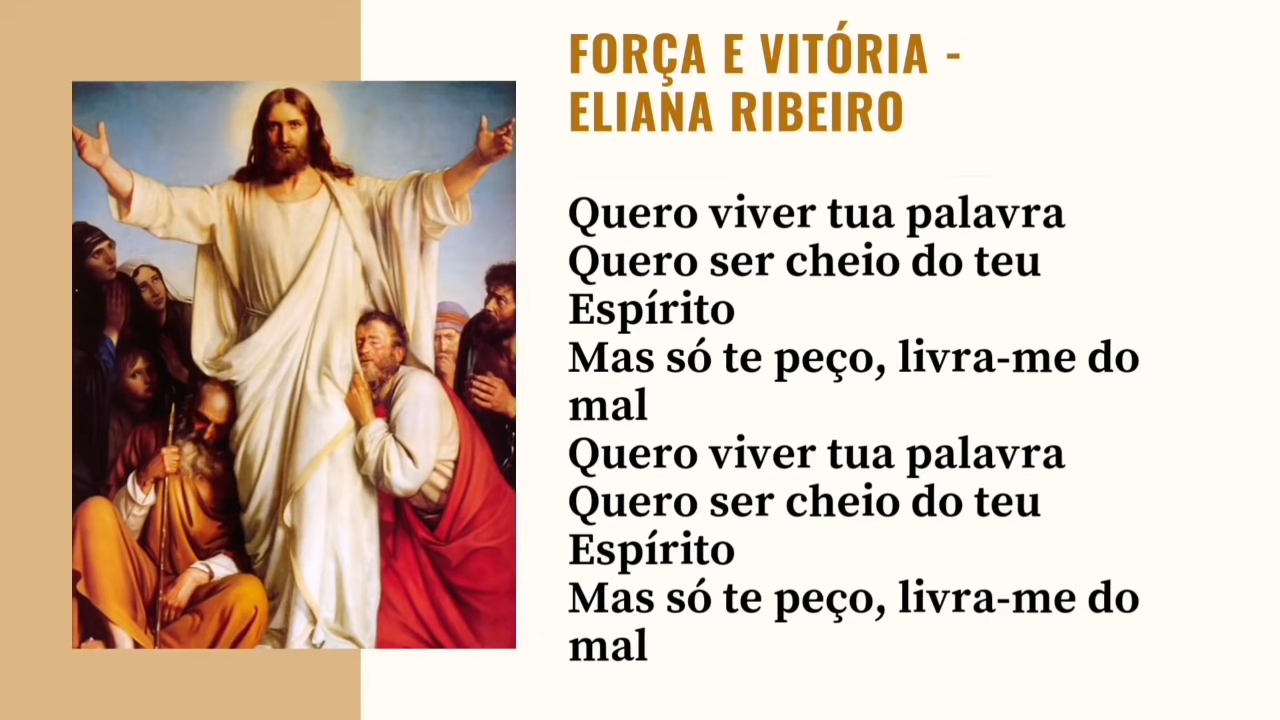 FORÇA E VITÓRIA -
ELIANA RIBEIRO
Quero viver tua palavra
Quero ser cheio do teu
Espírito
Mas só te peço, livra-me do
mal
Quero viver tua palavra
Quero ser cheio do teu
Espírito
Mas só te peço, livra-me do
mal